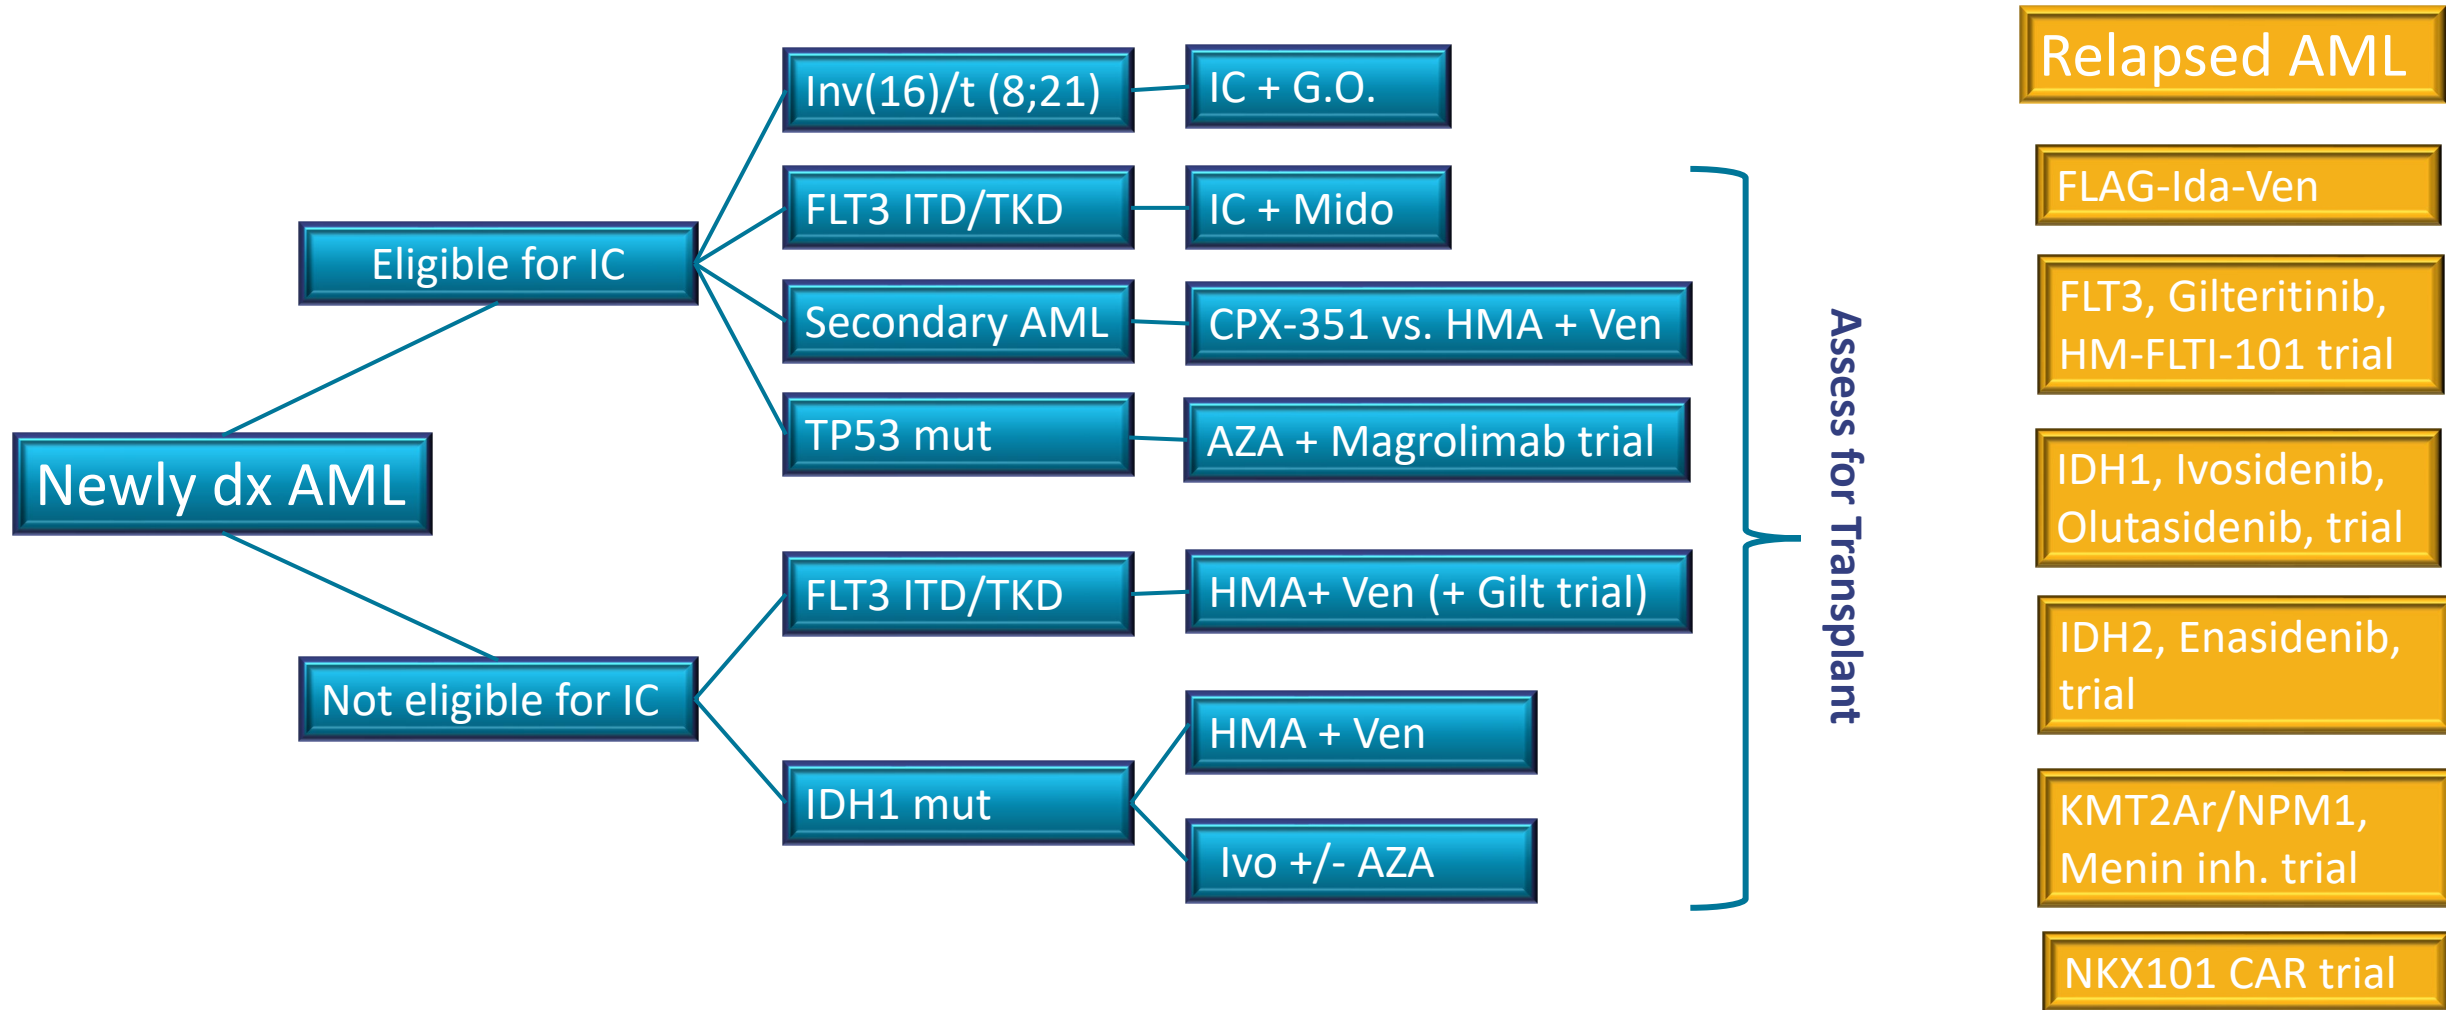 Newly dx AML
Eligible for IC
Inv(16)/t (8;21)
IC + G.O.
FLT3 ITD/TKD
IC + Mido
Secondary AML
CPX-351 vs. HMA + Ven
TP53 mut
AZA + Magrolimab trial
Not eligible for IC
FLT3 ITD/TKD
HMA+ Ven (+ Gilt trial)
IDH1 mut
HMA + Ven
Ivo +/- AZA
Assess for Transplant
Relapsed AML
FLAG-Ida-Ven
FLT3, Gilteritinib,
HM-FLTI-101 trial
IDH1, Ivosidenib,
Olutasidenib, trial
IDH2, Enasidenib,
trial
KMT2Ar/NPM1,
Menin inh. trial
NKX101 CAR trial